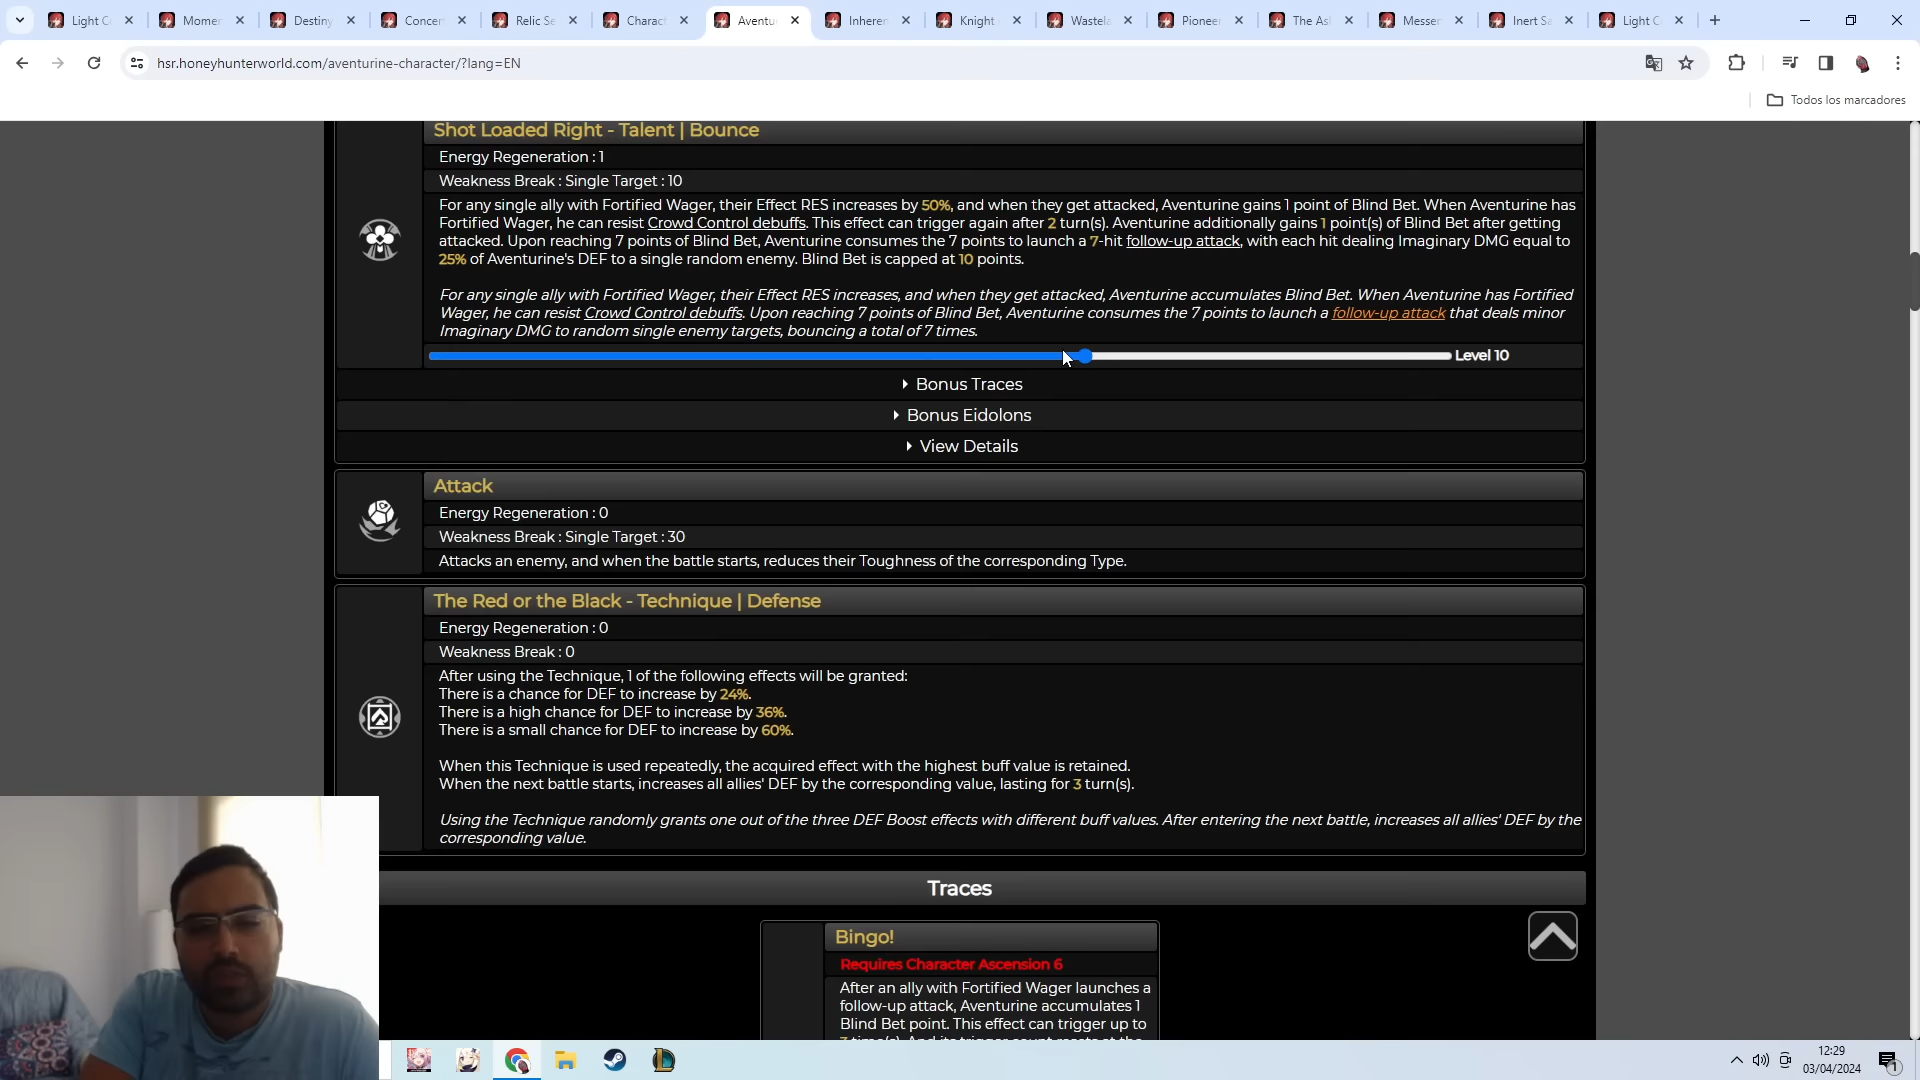 Light C
Momen
Destiny
Concert
Relic Se
Charact
Aventu
Inheren
Knight
Wastela
Pioneer
The Ash
Messen
Inert Sa
Light C
hsr.honeyhunterworld.com/aventurine-character/?lang=EN
Todos los marcadores
Shot Loaded Right - Talent | Bounce
Energy Regeneration : 1
Weakness Break : Single Target : 10
For any single ally with Fortified Wager, their Effect RES increases by 50%, and when they get attacked, Aventurine gains 1 point of Blind Bet. When Aventurine has
Fortified Wager, he can resist Crowd Control debuffs. This effect can trigger again after 2 turn(s). Aventurine additionally gains 1 point(s) of Blind Bet after getting
attacked. Upon reaching 7 points of Blind Bet, Aventurine consumes the 7 points to launch a 7-hit follow-up attack, with each hit dealing Imaginary DMG equal to
25% of Aventurine's DEF to a single random enemy. Blind Bet is capped at 10 points.
For any single ally with Fortified Wager, their Effect RES increases, and when they get attacked, Aventurine accumulates Blind Bet. When Aventurine has Fortified
Wager, he can resist Crowd Control debuffs. Upon reaching 7 points of Blind Bet, Aventurine consumes the 7 points to launch a follow-up attack that deals minor
Imaginary DMG to random single enemy targets, bouncing a total of 7 times.
Level 10
Bonus Traces
Bonus Eidolons
View Details
Attack
Energy Regeneration : 0
Weakness Break : Single Target : 30
Attacks an enemy, and when the battle starts, reduces their Toughness of the corresponding Type.
The Red or the Black - Technique | Defense
Energy Regeneration : 0
Weakness Break : 0
After using the Technique, 1 of the following effects will be granted:
There is a chance for DEF to increase by 24%.
There is a high chance for DEF to increase by 36%.
There is a small chance for DEF to increase by 60%.
When this Technique is used repeatedly, the acquired effect with the highest buff value is retained.
When the next battle starts, increases all allies' DEF by the corresponding value, lasting for 3 turn(s).
Using the Technique randomly grants one out of the three DEF Boost effects with different buff values. After entering the next battle, increases all allies' DEF by the
corresponding value.
Traces
Bingo!
Requires Character Ascension 6
After an ally with Fortified Wager launches a
follow-up attack, Aventurine accumulates 1
Blind Bet point. This effect can trigger up to
12:29
03/04/2024
1